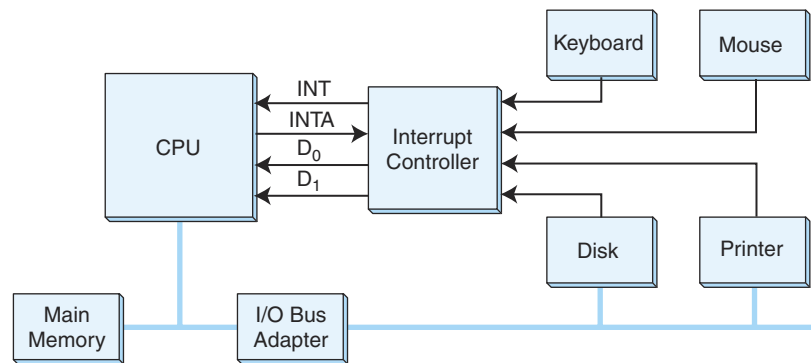 Keyboard
Mouse
INT
INTA
CPU
Interrupt
Controller
D₀
D₁
Disk
Printer
Main
Memory
I/O Bus
Adapter